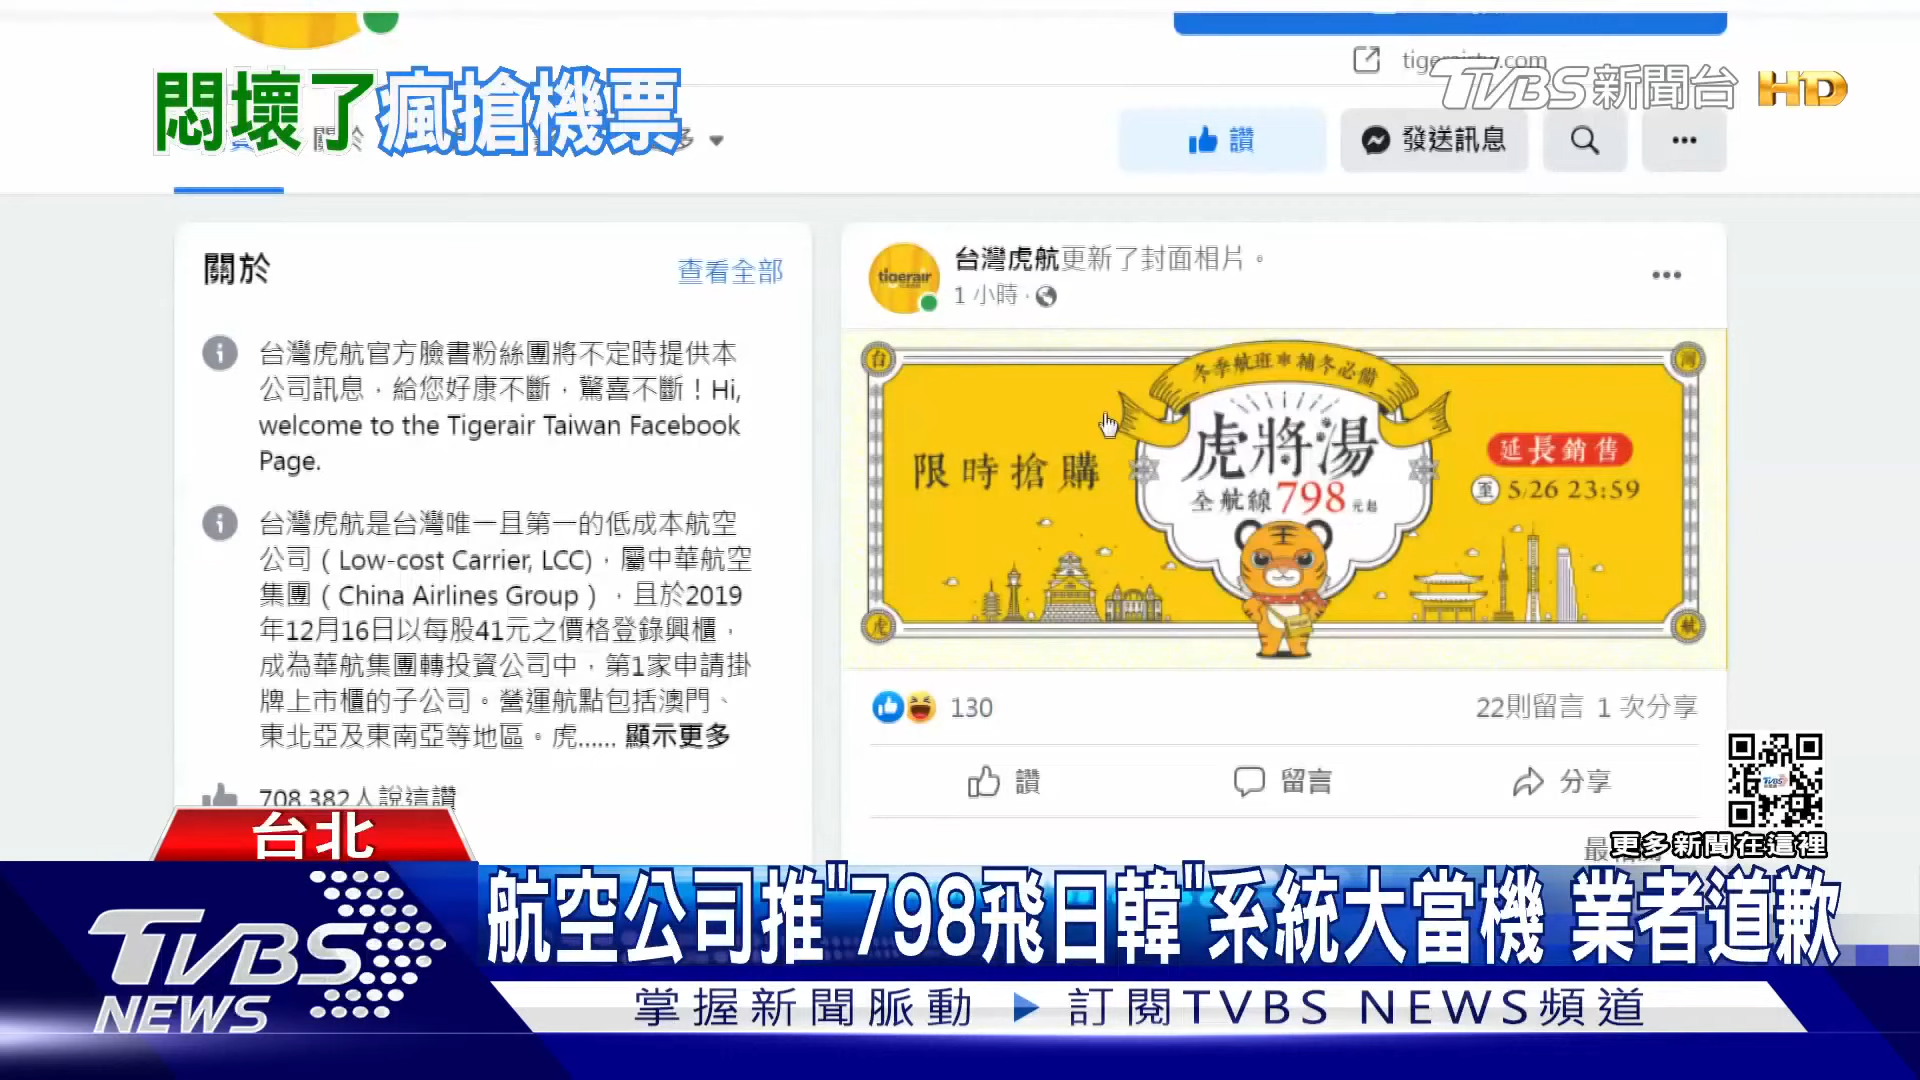 tigerairtw.com
TVBS新聞台 HD
悶壞了瘋搶機票
讚
發送訊息
關於
查看全部
台灣虎航官方臉書粉絲團將不定時提供本
公司訊息，給您好康不斷，驚喜不斷！Hi,
welcome to the Tigerair Taiwan Facebook
Page.
台灣虎航是台灣唯一且第一的低成本航空
公司（Low-cost Carrier, LCC)，屬中華航空
集團（China Airlines Group），且於2019
年12月16日以每股41元之價格登錄興櫃，
成為華航集團轉投資公司中，第1家申請掛
牌上市櫃的子公司。營運航點包括澳門、
東北亞及東南亞等地區。虎...... 顯示更多
708,382人說這讚
tigerair
台灣虎航更新了封面相片。
1 小時
台
灣
冬季航班＊補冬必備
限時搶購
虎將湯
全航線798元起
延長銷售
至 5/26 23:59
虎
航
130
22則留言 1 次分享
讚
留言
分享
TVBS
更多新聞在這裡
台北
航空公司推"798飛日韓"系統大當機 業者道歉
TVBS
NEWS
掌握新聞脈動 ▶ 訂閱TVBS NEWS頻道